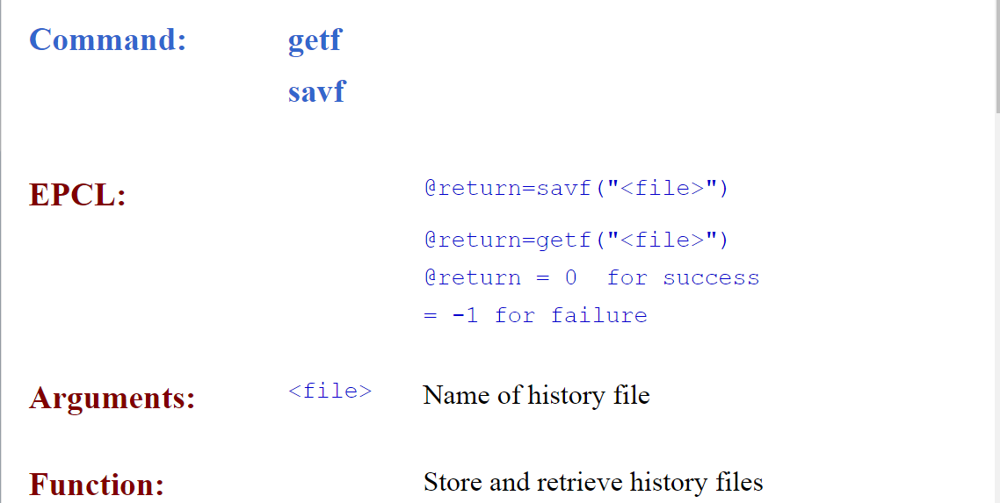 Command: getf
savf
EPCL: @return=savf("<file>")
@return=getf("<file>")
@return = 0  for success
= -1 for failure
Arguments: <file> Name of history file
Function: Store and retrieve history files